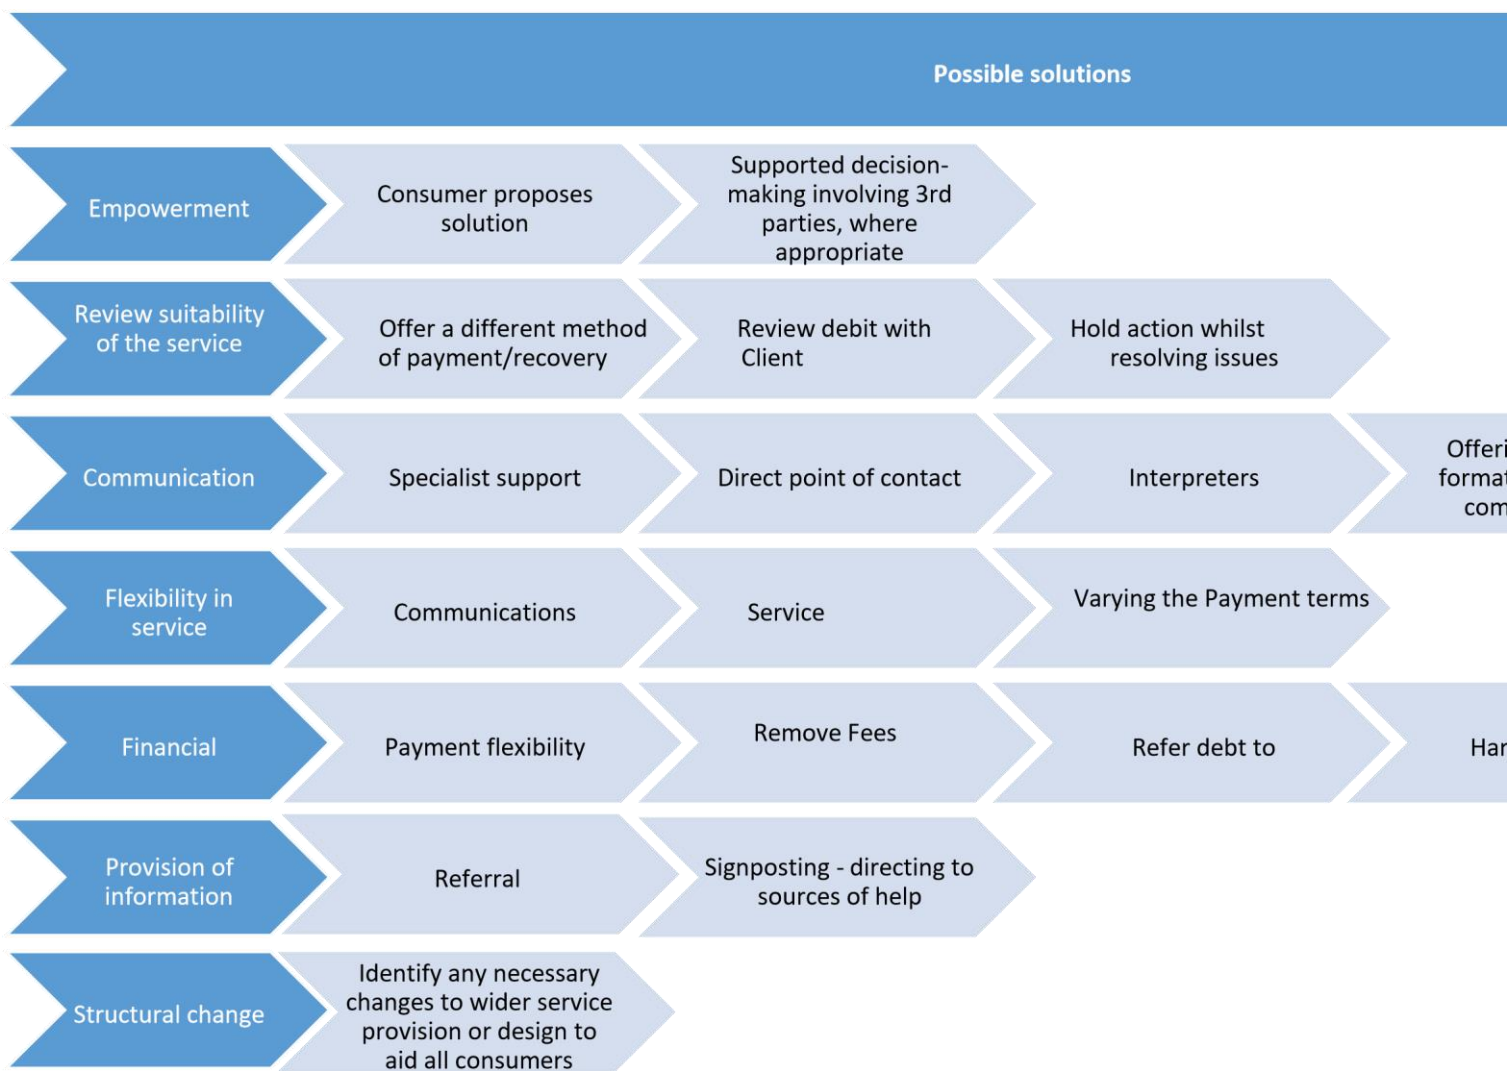 Possible solutions
Empowerment
Consumer proposes
solution
Supported decision-
making involving 3rd
parties, where
appropriate
Review suitability
of the service
Offer a different method
of payment/recovery
Review debit with
Client
Hold action whilst
resolving issues
Communication
Specialist support
Direct point of contact
Interpreters
Flexibility in
service
Communications
Service
Varying the Payment terms
Financial
Payment flexibility
Remove Fees
Refer debt to
Provision of
information
Referral
Signposting - directing to
sources of help
Structural change
Identify any necessary
changes to wider service
provision or design to
aid all consumers